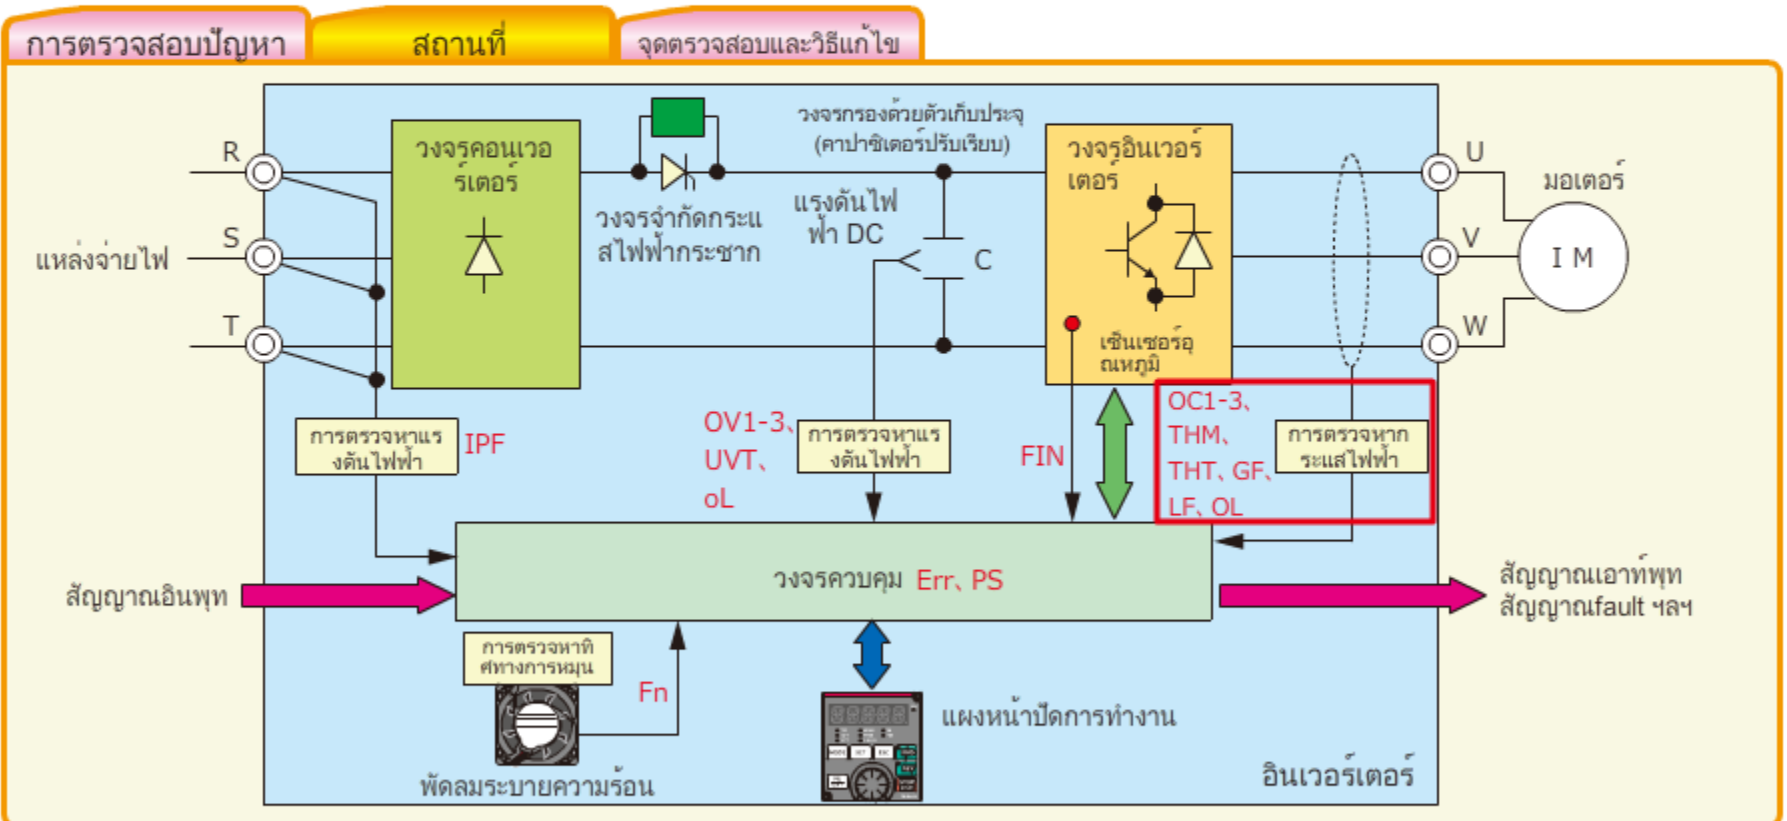 การตรวจสอบปัญหา
สถานที่
จุดตรวจสอบและวิธีแก้ไข
วงจรกรองด้วยตัวเก็บประจุ
(คาปาซิเตอร์ปรับเรียบ)
R
วงจรคอนเวอ
ร์เตอร์
วงจรอินเวอร์
เตอร์
U
มอเตอร์
วงจรจำกัดกระแ
สไฟฟ้ากระชาก
แรงดันไฟ
ฟ้า DC
แหล่งจ่ายไฟ
S
C
V
I M
T
เซ็นเซอร์อุ
ณหภูมิ
W
การตรวจหาแร
งดันไฟฟ้า
IPF
OV1-3、
UVT、
oL
การตรวจหาแร
งดันไฟฟ้า
FIN
OC1-3、
THM、
THT、GF、
LF、OL
การตรวจหาก
ระแสไฟฟ้า
สัญญาณอินพุท
วงจรควบคุม Err、PS
สัญญาณเอาท์พุท
สัญญาณfault ฯลฯ
การตรวจหาทิ
ศทางการหมุน
Fn
แผงหน้าปัดการทำงาน
พัดลมระบายความร้อน
อินเวอร์เตอร์